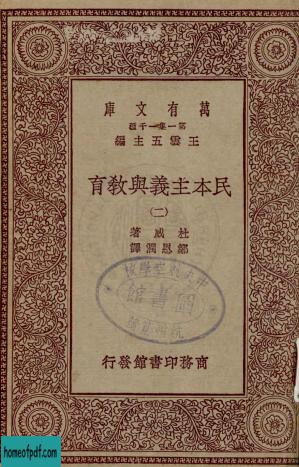 萬有文庫
第一集一千種
王雲五主編
民本主義與教育
(二)
杜威著
鄒恩潤譯
商務印書館發行
homeofpdf.com